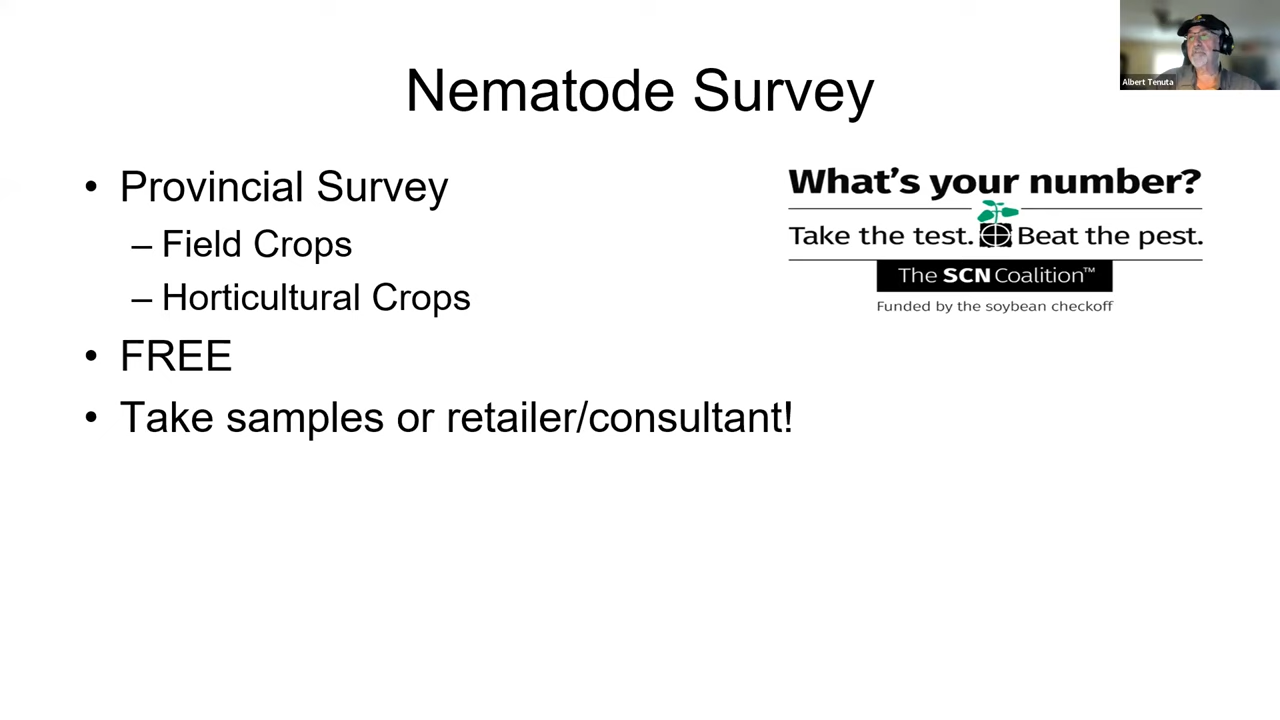 Nematode Survey
Albert Tenuta
• Provincial Survey
– Field Crops
– Horticultural Crops
• FREE
• Take samples or retailer/consultant!
What's your number?
Take the test. Beat the pest.
The SCN Coalition™
Funded by the soybean checkoff